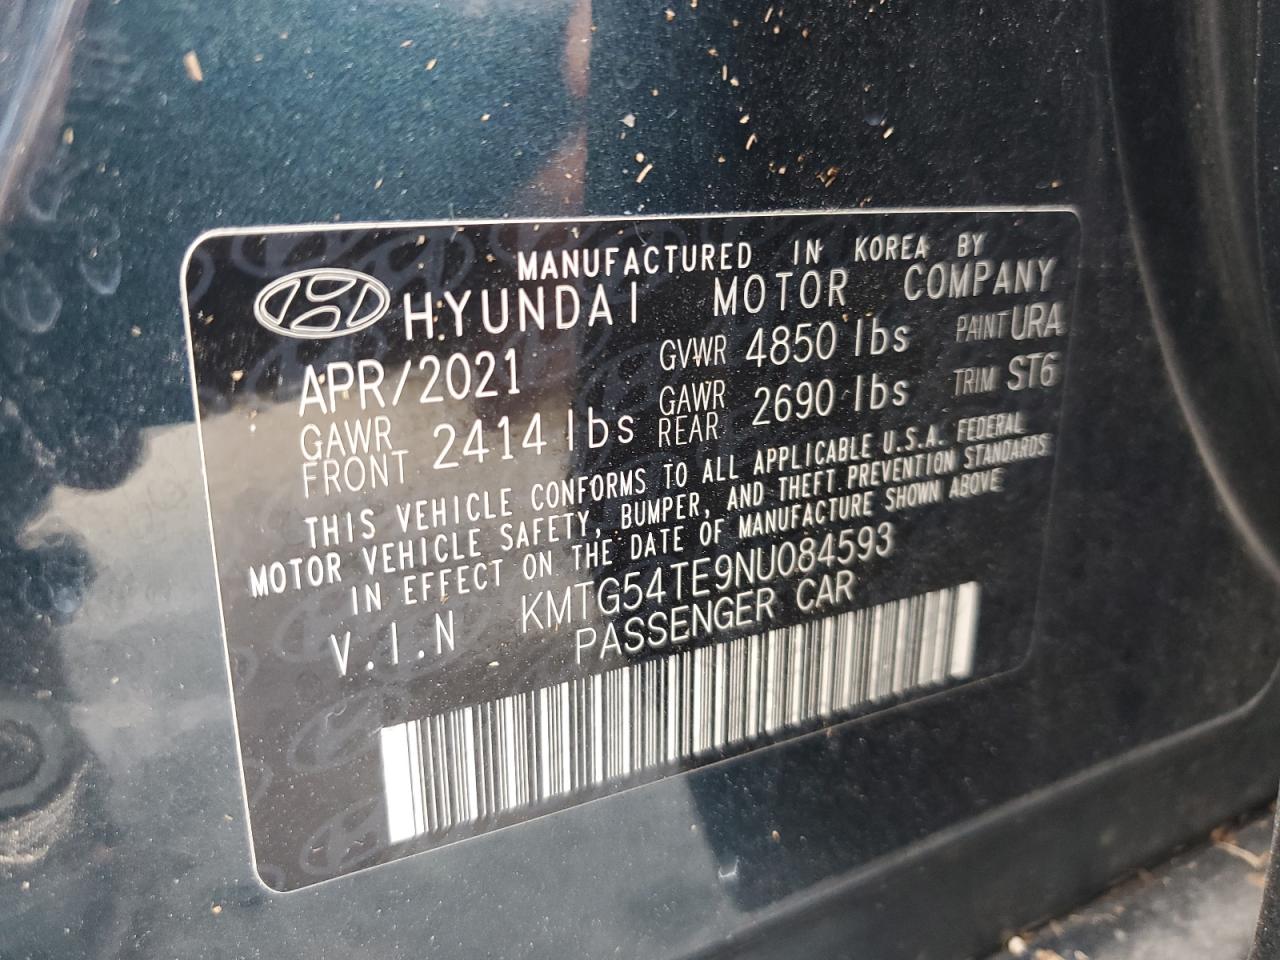 MANUFACTURED IN KOREA BY
HYUNDAI MOTOR COMPANY
APR/2021 GVWR 4850 lbs PAINT URA
GAWR FRONT 2414 lbs GAWR REAR 2690 lbs TRIM ST6
THIS VEHICLE CONFORMS TO ALL APPLICABLE U.S.A. FEDERAL
MOTOR VEHICLE SAFETY, BUMPER, AND THEFT PREVENTION STANDARDS
IN EFFECT ON THE DATE OF MANUFACTURE SHOWN ABOVE
V.I.N KMTG54TE9NU084593
PASSENGER CAR